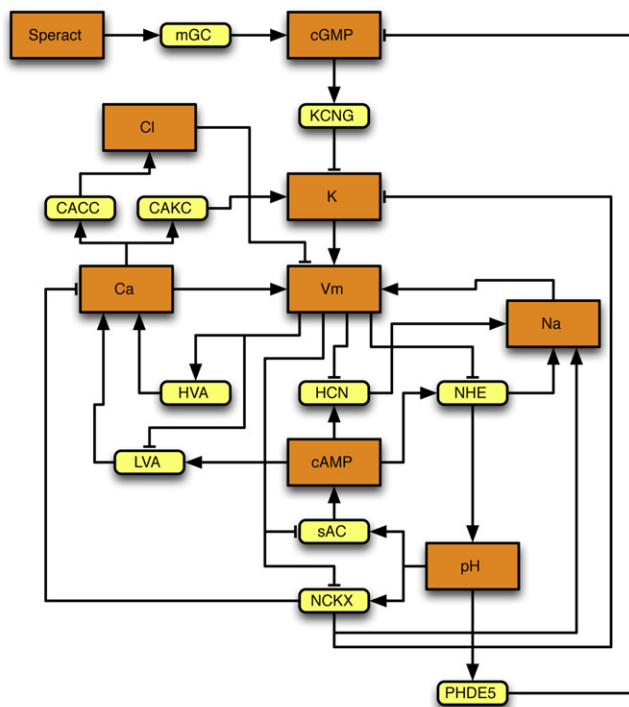 Speract
mGC
cGMP
Cl
KCNG
CACC
CAKC
K
Ca
Vm
Na
HVA
HCN
NHE
LVA
cAMP
sAC
pH
NCKX
PHDE5